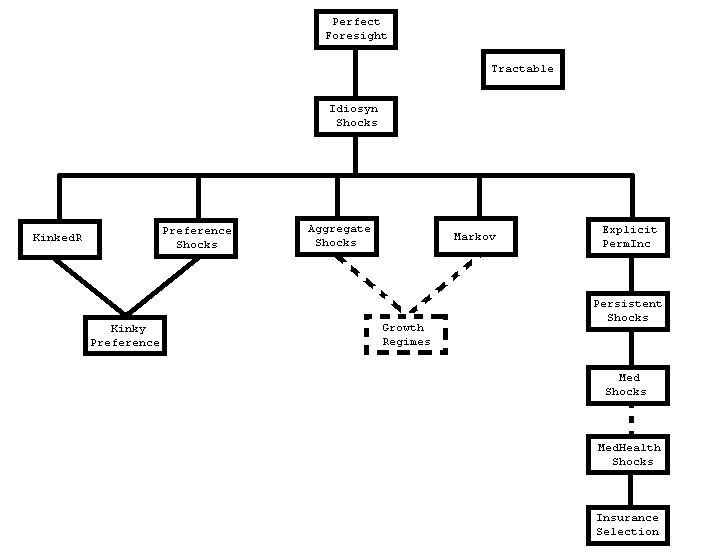 Perfect
Foresight
Tractable
Idiosyn
Shocks
KinkedR
Preference
Shocks
Aggregate
Shocks
Markov
Explicit
PermInc
Kinky
Preference
Growth
Regimes
Persistent
Shocks
Med
Shocks
MedHealth
Shocks
Insurance
Selection